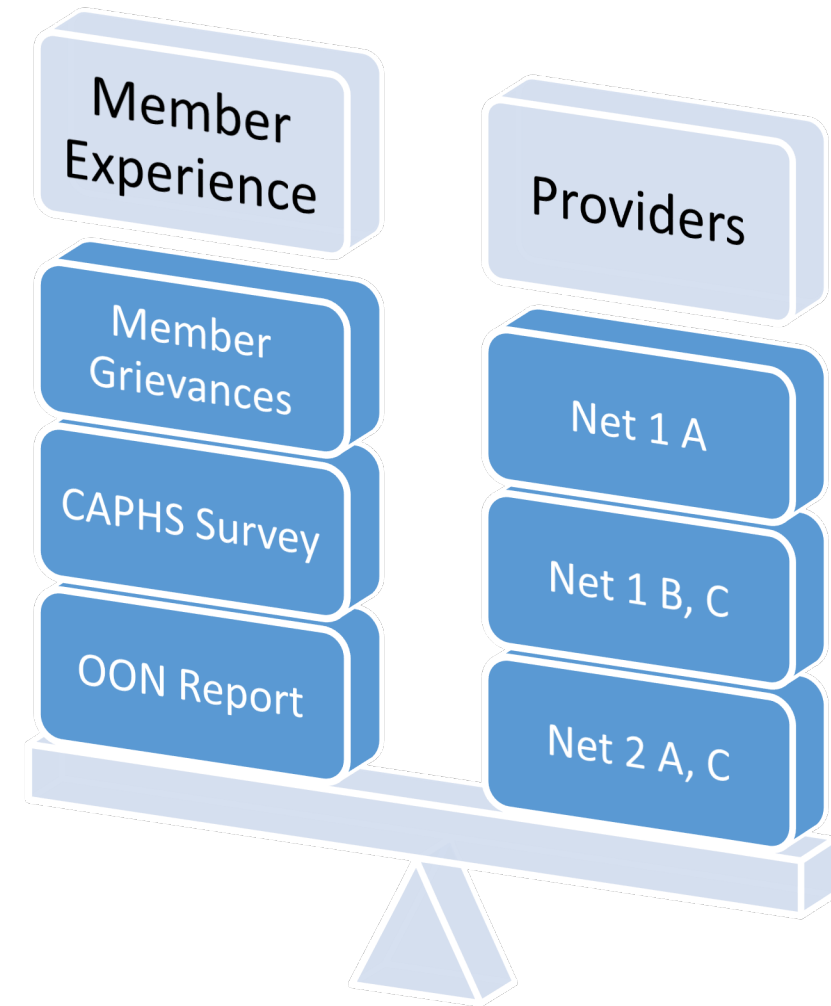 Member
Experience
Member
Grievances
CAPHS Survey
OON Report
Providers
Net 1 A
Net 1 B, C
Net 2 A, C